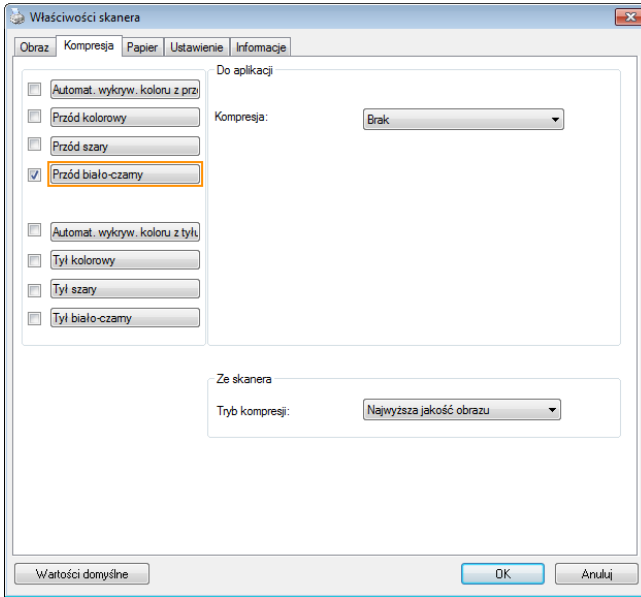 Właściwości skanera
Obraz Kompresja Papier Ustawienie Informacje
Automat. wykryw. koloru z prz
Przód kolorowy
Przód szary
Przód biało-czarny
Automat. wykryw. koloru z tyłu
Tył kolorowy
Tył szary
Tył biało-czarny
Do aplikacji
Kompresja: Brak
Ze skanera
Tryb kompresji: Najwyższa jakość obrazu
Wartości domyślne OK Anuluj